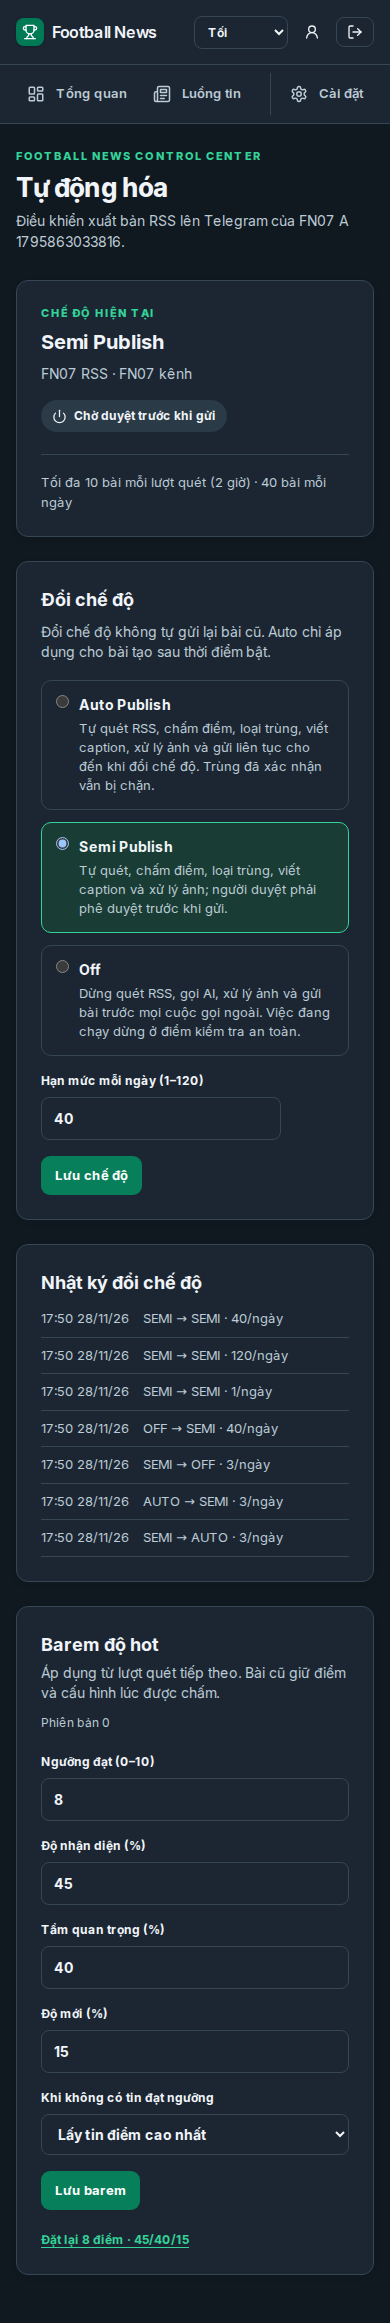 Football News
Tối
Tổng quan
Luồng tin
Cài đặt
FOOTBALL NEWS CONTROL CENTER
Tự động hóa
Điều khiển xuất bản RSS lên Telegram của FN07 A
1795863033816.
CHẾ ĐỘ HIỆN TẠI
Semi Publish
FN07 RSS · FN07 kênh
Chờ duyệt trước khi gửi
Tối đa 10 bài mỗi lượt quét (2 giờ) · 40 bài mỗi
ngày
Đổi chế độ
Đổi chế độ không tự gửi lại bài cũ. Auto chỉ áp
dụng cho bài tạo sau thời điểm bật.
Auto Publish
Tự quét RSS, chấm điểm, loại trùng, viết
caption, xử lý ảnh và gửi liên tục cho
đến khi đổi chế độ. Trùng đã xác nhận
vẫn bị chặn.
Semi Publish
Tự quét, chấm điểm, loại trùng, viết
caption và xử lý ảnh; người duyệt phải
phê duyệt trước khi gửi.
Off
Dừng quét RSS, gọi AI, xử lý ảnh và gửi
bài trước mọi cuộc gọi ngoài. Việc đang
chạy dừng ở điểm kiểm tra an toàn.
Hạn mức mỗi ngày (1–120)
40
Lưu chế độ
Nhật ký đổi chế độ
17:50 28/11/26 SEMI → SEMI · 40/ngày
17:50 28/11/26 SEMI → SEMI · 120/ngày
17:50 28/11/26 SEMI → SEMI · 1/ngày
17:50 28/11/26 OFF → SEMI · 40/ngày
17:50 28/11/26 SEMI → OFF · 3/ngày
17:50 28/11/26 AUTO → SEMI · 3/ngày
17:50 28/11/26 SEMI → AUTO · 3/ngày
Barem độ hot
Áp dụng từ lượt quét tiếp theo. Bài cũ giữ điểm
và cấu hình lúc được chấm.
Phiên bản 0
Ngưỡng đạt (0–10)
8
Độ nhận diện (%)
45
Tầm quan trọng (%)
40
Độ mới (%)
15
Khi không có tin đạt ngưỡng
Lấy tin điểm cao nhất
Lưu barem
Đặt lại 8 điểm · 45/40/15